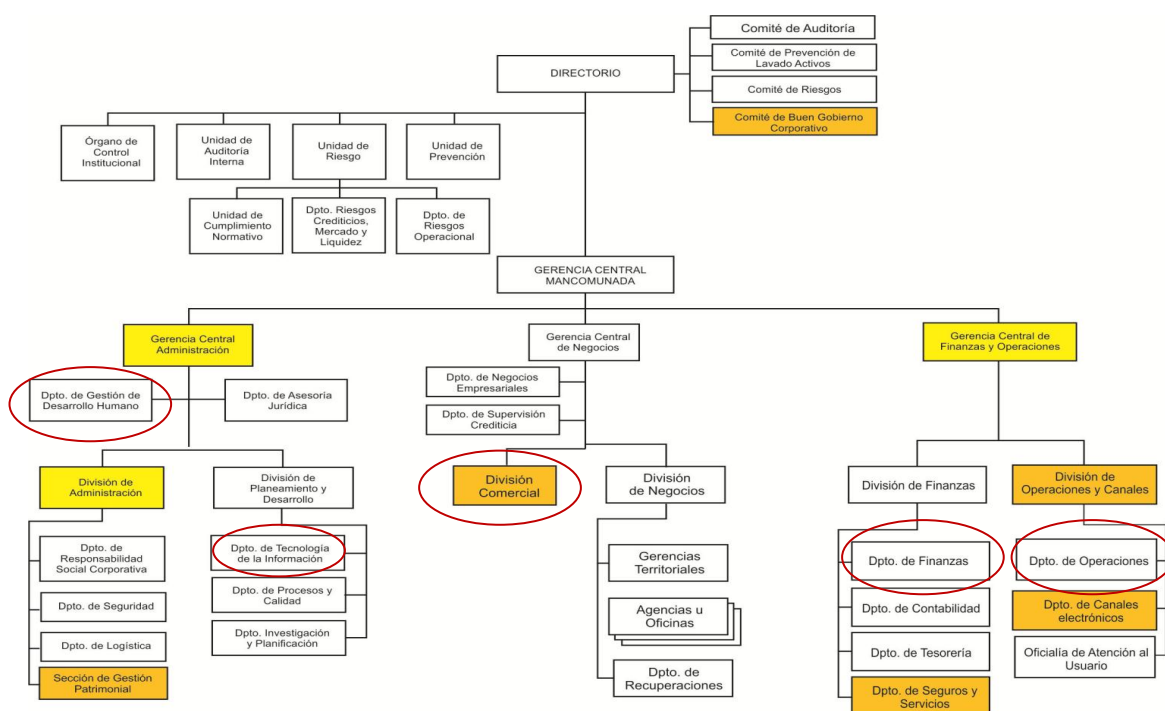 Comité de Auditoría
Comité de Prevención de
Lavado Activos
DIRECTORIO
Comité de Riesgos
Comité de Buen Gobierno
Corporativo
Órgano de
Control
Institucional
Unidad de
Auditoría
Interna
Unidad de
Riesgo
Unidad de
Prevención
Unidad de
Cumplimiento
Normativo
Dpto. Riesgos
Crediticios,
Mercado y
Liquidez
Dpto. de
Riesgos
Operacional
GERENCIA CENTRAL
MANCOMUNADA
Gerencia Central
Administración
Gerencia Central
de Negocios
Gerencia Central de
Finanzas y Operaciones
Dpto. de Gestión de
Desarrollo Humano
Dpto. de Asesoría
Jurídica
Dpto. de Negocios
Empresariales
Dpto. de Supervisión
Crediticia
División de
Administración
División de
Planeamiento y
Desarrollo
División
Comercial
División
de Negocios
División de Finanzas
División de
Operaciones y Canales
Dpto. de
Responsabilidad
Social Corporativa
Dpto. de Seguridad
Dpto. de Logística
Sección de Gestión
Patrimonial
Dpto. de Tecnología
de la Información
Dpto. de Procesos y
Calidad
Dpto. Investigación
y Planificación
Gerencias
Territoriales
Agencias u
Oficinas
Dpto. de
Recuperaciones
Dpto. de Finanzas
Dpto. de Contabilidad
Dpto. de Tesorería
Dpto. de Seguros y
Servicios
Dpto. de Operaciones
Dpto. de Canales
electrónicos
Oficialía de Atención al
Usuario